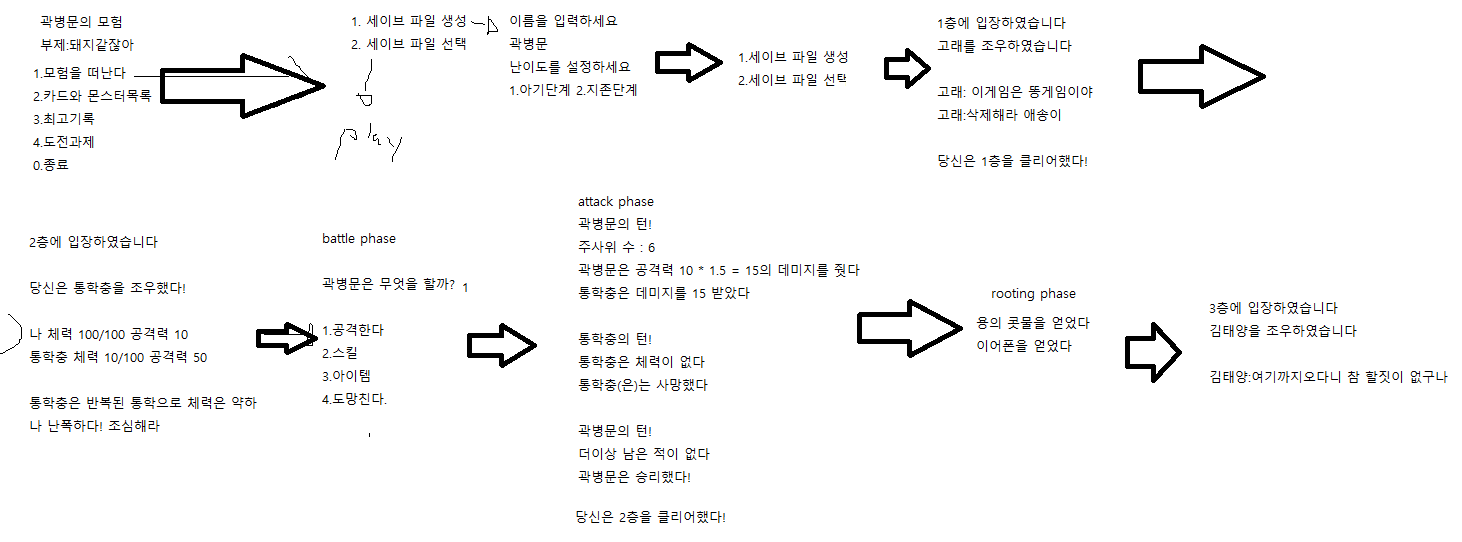 곽병문의 모험
부제:돼지같잖아
1.모험을 떠난다
2.카드와 몬스터목록
3.최고기록
4.도전과제
0.종료
1. 세이브 파일 생성
2. 세이브 파일 선택
play
이름을 입력하세요
곽병문
난이도를 설정하세요
1.아기단계 2.지존단계
1.세이브 파일 생성
2.세이브 파일 선택
1층에 입장하였습니다
고래를 조우하였습니다
고래: 이게임은 똥게임이야
고래:삭제해라 애송이
당신은 1층을 클리어했다!
2층에 입장하였습니다
당신은 통학충을 조우했다!
나 체력 100/100 공격력 10
통학충 체력 10/100 공격력 50
통학충은 반복된 통학으로 체력은 약하
나 난폭하다! 조심해라
battle phase
곽병문은 무엇을 할까? 1
1.공격한다
2.스킬
3.아이템
4.도망친다.
attack phase
곽병문의 턴!
주사위 수 : 6
곽병문은 공격력 10 * 1.5 = 15의 데미지를 줫다
통학충은 데미지를 15 받았다
통학충의 턴!
통학충은 체력이 없다
통학충(은)는 사망했다
곽병문의 턴!
더이상 남은 적이 없다
곽병문은 승리했다!
당신은 2층을 클리어했다!
rooting phase
용의 콧물을 얻었다
이어폰을 얻었다
3층에 입장하였습니다
김태양을 조우하였습니다
김태양:여기까지오다니 참 할짓이 없구나